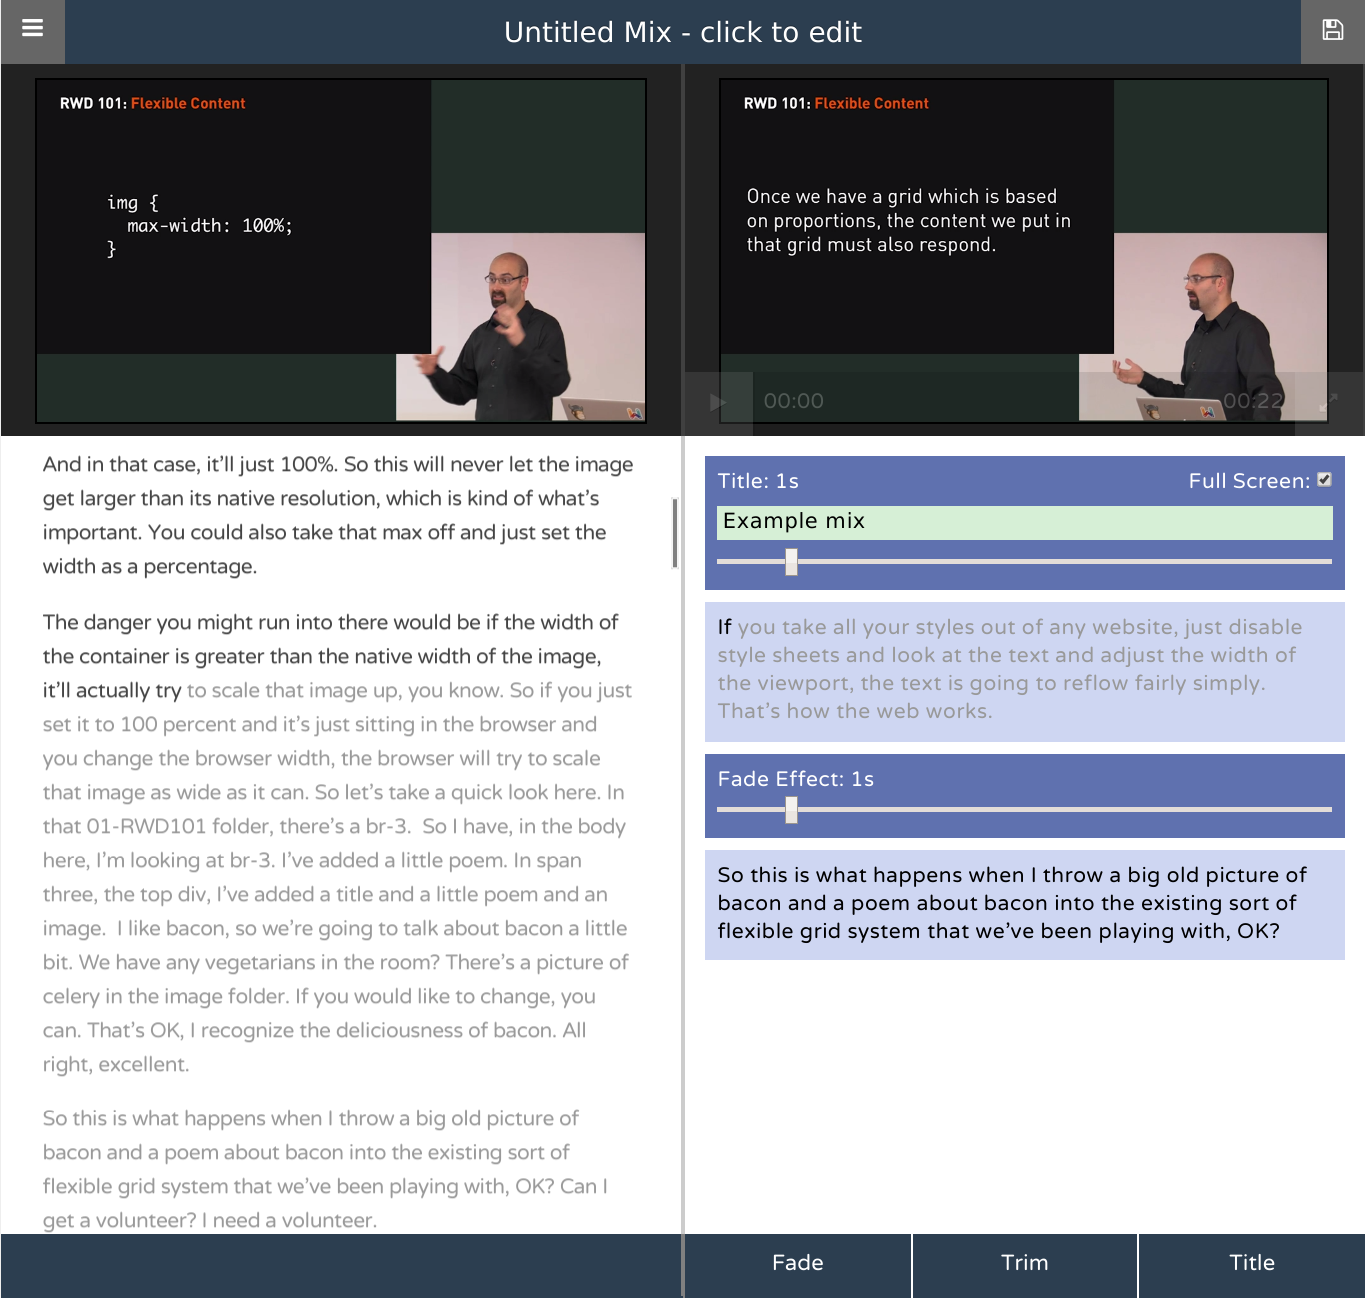 Untitled Mix - click to edit
RWD 101: Flexible Content
img {
max-width: 100%;
}
RWD 101: Flexible Content
Once we have a grid which is based
on proportions, the content we put in
that grid must also respond.
00:00
00:22
And in that case, it’ll just 100%. So this will never let the image
get larger than its native resolution, which is kind of what’s
important. You could also take that max off and just set the
width as a percentage.
The danger you might run into there would be if the width of
the container is greater than the native width of the image,
it’ll actually try to scale that image up, you know. So if you just
set it to 100 percent and it’s just sitting in the browser and
you change the browser width, the browser will try to scale
that image as wide as it can. So let’s take a quick look here. In
that 01-RWD101 folder, there’s a br-3.  So I have, in the body
here, I’m looking at br-3. I’ve added a little poem. In span
three, the top div, I’ve added a title and a little poem and an
image.  I like bacon, so we’re going to talk about bacon a little
bit. We have any vegetarians in the room? There’s a picture of
celery in the image folder. If you would like to change, you
can. That’s OK, I recognize the deliciousness of bacon. All
right, excellent.
So this is what happens when I throw a big old picture of
bacon and a poem about bacon into the existing sort of
flexible grid system that we’ve been playing with, OK? Can I
get a volunteer? I need a volunteer.
Title: 1s
Full Screen:
Example mix
If you take all your styles out of any website, just disable
style sheets and look at the text and adjust the width of
the viewport, the text is going to reflow fairly simply.
That’s how the web works.
Fade Effect: 1s
So this is what happens when I throw a big old picture of
bacon and a poem about bacon into the existing sort of
flexible grid system that we’ve been playing with, OK?
Fade
Trim
Title